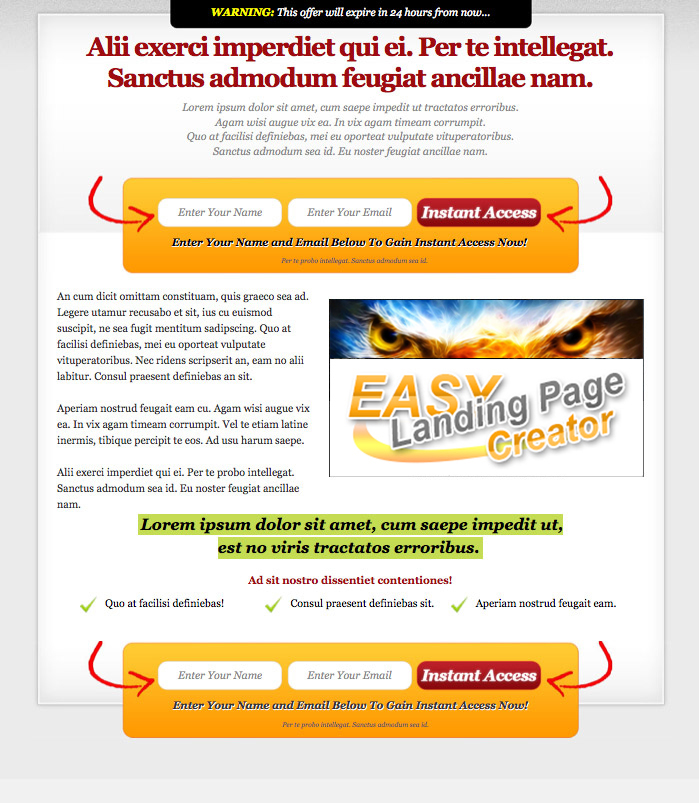 WARNING: This offer will expire in 24 hours from now...
Alii exerci imperdiet qui ei. Per te intellegat.
Sanctus admodum feugiat ancillae nam.
Lorem ipsum dolor sit amet, cum saepe impedit ut tractatos erroribus.
Agam wisi augue vix ea. In vix agam timeam corrumpit.
Quo at facilisi definiebas, mei eu oporteat vulputate vituperatoribus.
Sanctus admodum sea id. Eu noster feugiat ancillae nam.
Enter Your Name Enter Your Email Instant Access
Enter Your Name and Email Below To Gain Instant Access Now!
Per te probo intellegat. Sanctus admodum sea id.
An cum dicit omittam constituam, quis graeco sea ad.
Legere utamur recusabo et sit, ius cu euismod
suscipit, ne sea fugit mentitum sadipscing. Quo at
facilisi definiebas, mei eu oporteat vulputate
vituperatoribus. Nec ridens scripserit an, eam no alii
labitur. Consul praesent definiebas an sit.
Aperiam nostrud feugait eam cu. Agam wisi augue vix
ea. In vix agam timeam corrumpit. Vel te etiam latine
inermis, tibique percipit te eos. Ad usu harum saepe.
Alii exerci imperdiet qui ei. Per te probo intellegat.
Sanctus admodum sea id. Eu noster feugiat ancillae
nam.
EASY
Landing Page
Creator
Lorem ipsum dolor sit amet, cum saepe impedit ut,
est no viris tractatos erroribus.
Ad sit nostro dissentiet contentiones!
Quo at facilisi definiebas! Consul praesent definiebas sit. Aperiam nostrud feugait eam.
Enter Your Name Enter Your Email Instant Access
Enter Your Name and Email Below To Gain Instant Access Now!
Per te probo intellegat. Sanctus admodum sea id.